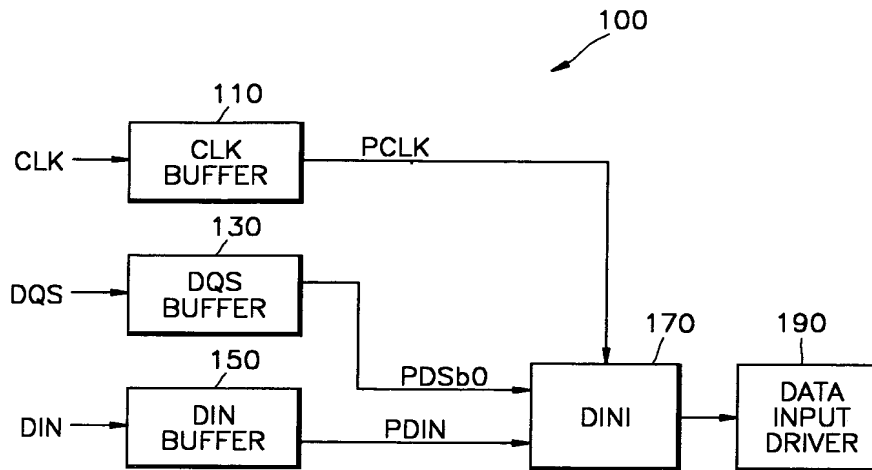 100
110
CLK
CLK
BUFFER
PCLK
130
DQS
DQS
BUFFER
170
190
150
PDSb0
DIN
DIN
BUFFER
PDIN
DINI
DATA
INPUT
DRIVER